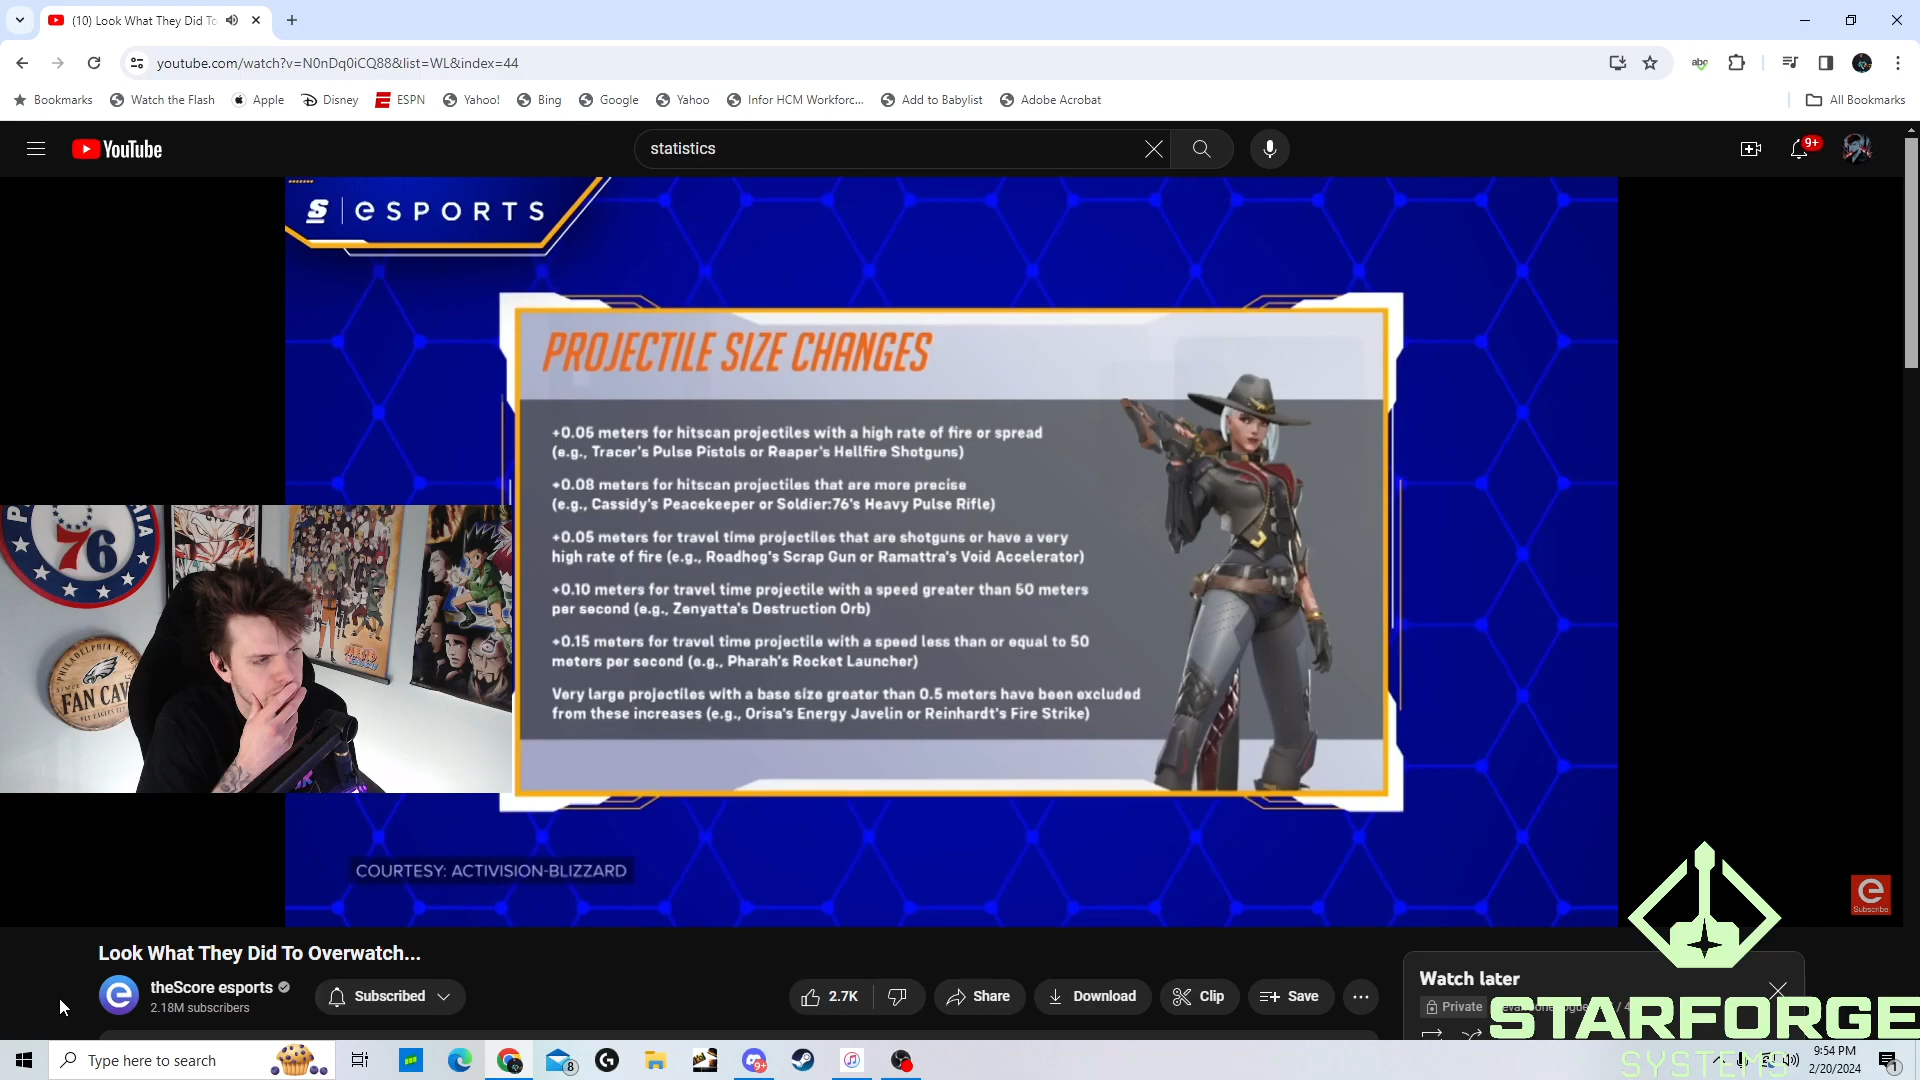 (10) Look What They Did To
youtube.com/watch?v=N0nDq0iCQ88&list=WL&index=44
abc
Bookmarks
Watch the Flash
Apple
Disney
ESPN
Yahoo!
Bing
Google
Yahoo
Infor HCM Workforc...
Add to Babylist
Adobe Acrobat
All Bookmarks
YouTube
statistics
9+
S | eSPORTS
PROJECTILE SIZE CHANGES
+0.05 meters for hitscan projectiles with a high rate of fire or spread
(e.g., Tracer's Pulse Pistols or Reaper's Hellfire Shotguns)
+0.08 meters for hitscan projectiles that are more precise
(e.g., Cassidy's Peacekeeper or Soldier:76's Heavy Pulse Rifle)
+0.05 meters for travel time projectiles that are shotguns or have a very
high rate of fire (e.g., Roadhog's Scrap Gun or Ramattra's Void Accelerator)
+0.10 meters for travel time projectile with a speed greater than 50 meters
per second (e.g., Zenyatta's Destruction Orb)
+0.15 meters for travel time projectile with a speed less than or equal to 50
meters per second (e.g., Pharah's Rocket Launcher)
Very large projectiles with a base size greater than 0.5 meters have been excluded
from these increases (e.g., Orisa's Energy Javelin or Reinhardt's Fire Strike)
76
PHILADELPHIA
FAN CAV
NARUTO
COURTESY: ACTIVISION-BLIZZARD
e
Subscribe
Look What They Did To Overwatch...
theScore esports
2.18M subscribers
Subscribed
2.7K
Share
Download
Clip
Save
Watch later
Private
STARFORGE
SYSTEMS
Type here to search
8
9+
9:54 PM
2/20/2024
1